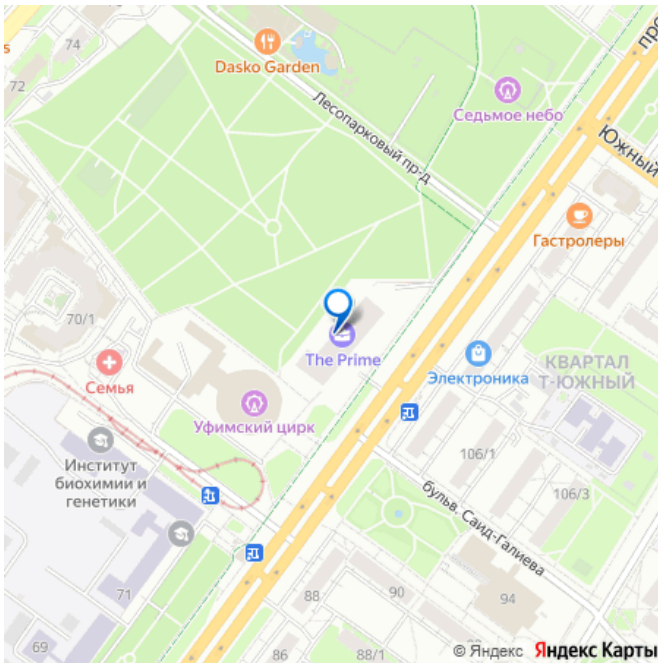 74
s
72
Dasko Garden
Лесопарковый пр-д
Седьмое небо
про
Южный
Гастролеры
70/1
Семья
The Prime
Электроника
КВАРТАЛ
Т-ЮЖНЫЙ
Уфимский цирк
Институт
биохимии и
генетики
106/1
106/3
бульв. Саид-Галиева
71
88
90
94
69
86
88/1
© Яндекс Яндекс Карты